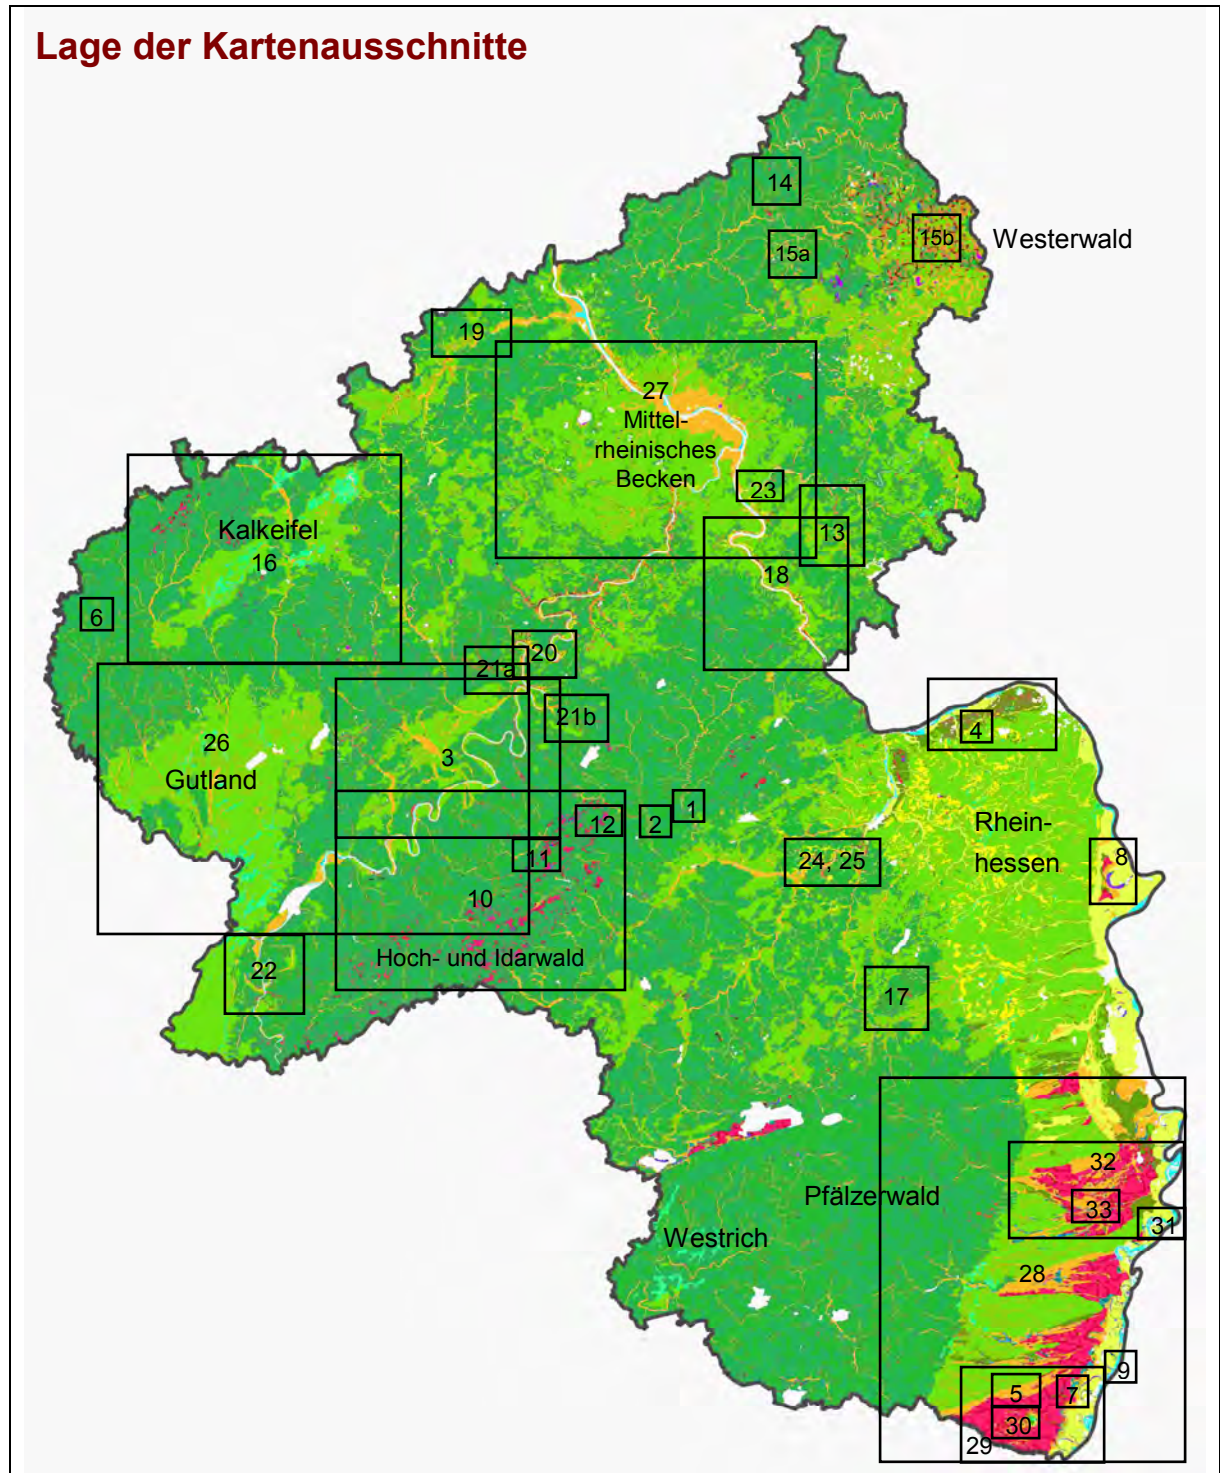 Lage der Kartenausschnitte
14
15a
15b
Westerwald
19
27
Mittel-
rheinisches
Becken
23
13
18
Kalkeifel
16
6
20
21a
21b
26
Gutland
3
4
Rhein-
hessen
1
2
12
11
24, 25
8
10
Hoch- und Idarwald
22
17
32
Pfälzerwald
33
31
Westrich
28
9
5
7
30
29